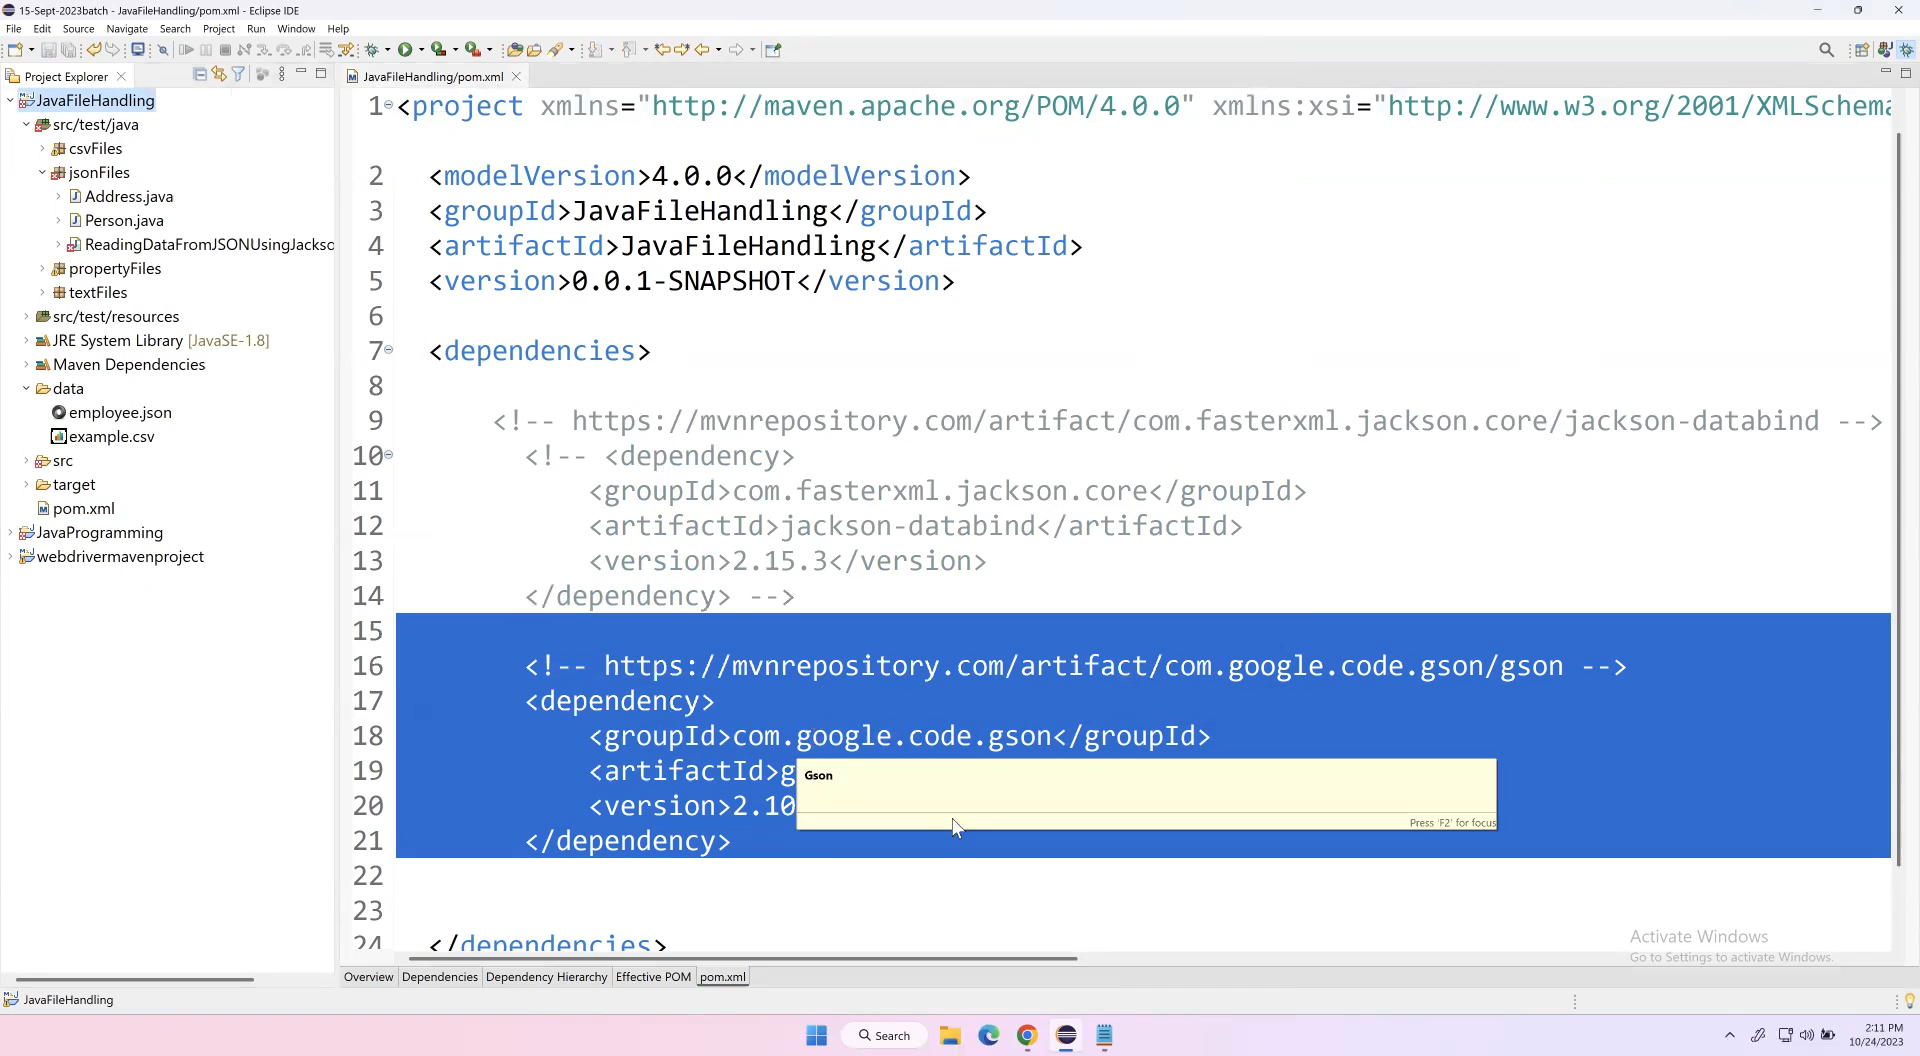 15-Sept-2023batch - JavaFileHandling/pom.xml - Eclipse IDE
File Edit Source Navigate Search Project Run Window Help
Project Explorer
JavaFileHandling/pom.xml
JavaFileHandling
src/test/java
csvFiles
jsonFiles
Address.java
Person.java
ReadingDataFromJSONUsingJackso
propertyFiles
textFiles
src/test/resources
JRE System Library [JavaSE-1.8]
Maven Dependencies
data
employee.json
example.csv
src
target
pom.xml
JavaProgramming
webdrivermavenproject
1 <project xmlns="http://maven.apache.org/POM/4.0.0" xmlns:xsi="http://www.w3.org/2001/XMLSchema
2 <modelVersion>4.0.0</modelVersion>
3 <groupId>JavaFileHandling</groupId>
4 <artifactId>JavaFileHandling</artifactId>
5 <version>0.0.1-SNAPSHOT</version>
6
7 <dependencies>
8
9 <!-- https://mvnrepository.com/artifact/com.fasterxml.jackson.core/jackson-databind -->
10 <!-- <dependency>
11 <groupId>com.fasterxml.jackson.core</groupId>
12 <artifactId>jackson-databind</artifactId>
13 <version>2.15.3</version>
14 </dependency> -->
15
16 <!-- https://mvnrepository.com/artifact/com.google.code.gson/gson -->
17 <dependency>
18 <groupId>com.google.code.gson</groupId>
19 <artifactId>g
20 <version>2.10
21 </dependency>
22
23
24 </dependencies>
Gson
Press 'F2' for focus
Activate Windows
Go to Settings to activate Windows.
Overview Dependencies Dependency Hierarchy Effective POM pom.xml
JavaFileHandling
Search
2:11 PM
10/24/2023